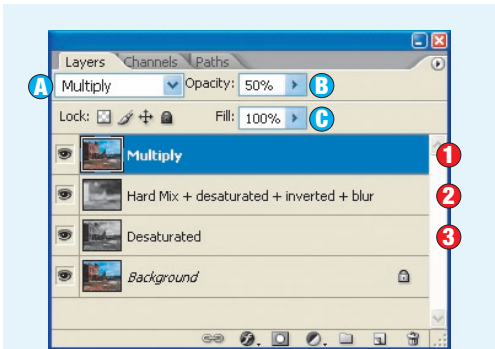 Layers Channels Paths
A Multiply Opacity: 50% B
Lock: Fill: 100% C
Multiply 1
Hard Mix + desaturated + inverted + blur 2
Desaturated 3
Background